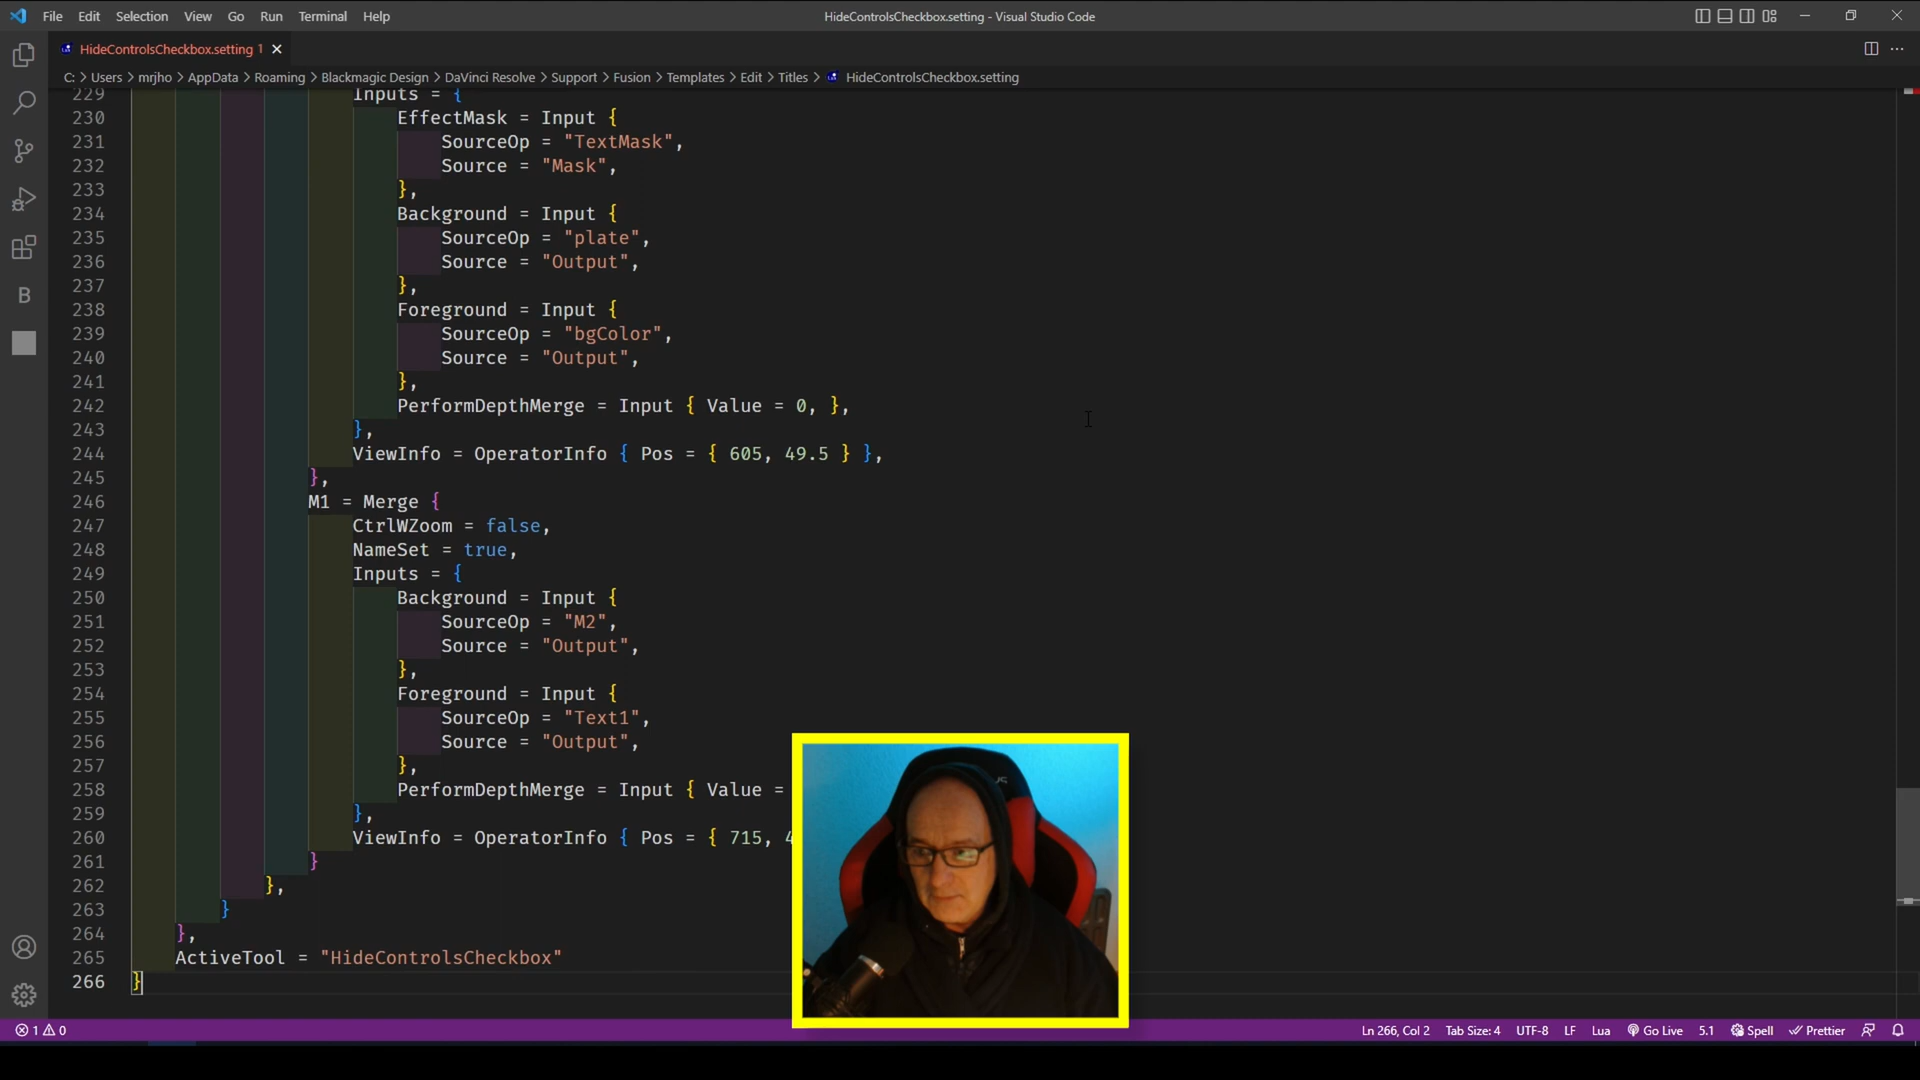 File Edit Selection View Go Run Terminal Help
HideControlsCheckbox.setting - Visual Studio Code
HideControlsCheckbox.setting 1
C: > Users > mrjho > AppData > Roaming > Blackmagic Design > DaVinci Resolve > Support > Fusion > Templates > Edit > Titles > HideControlsCheckbox.setting
229 Inputs = {
230 EffectMask = Input {
231 SourceOp = "TextMask",
232 Source = "Mask",
233 },
234 Background = Input {
235 SourceOp = "plate",
236 Source = "Output",
237 },
238 Foreground = Input {
239 SourceOp = "bgColor",
240 Source = "Output",
241 },
242 PerformDepthMerge = Input { Value = 0, },
243 },
244 ViewInfo = OperatorInfo { Pos = { 605, 49.5 } },
245 },
246 M1 = Merge {
247 CtrlWZoom = false,
248 NameSet = true,
249 Inputs = {
250 Background = Input {
251 SourceOp = "M2",
252 Source = "Output",
253 },
254 Foreground = Input {
255 SourceOp = "Text1",
256 Source = "Output",
257 },
258 PerformDepthMerge = Input { Value =
259 },
260 ViewInfo = OperatorInfo { Pos = { 715, 4
261 }
262 },
263 }
264 },
265 ActiveTool = "HideControlsCheckbox"
266 }
1 0 Ln 266, Col 2 Tab Size: 4 UTF-8 LF Lua Go Live 5.1 Spell Prettier